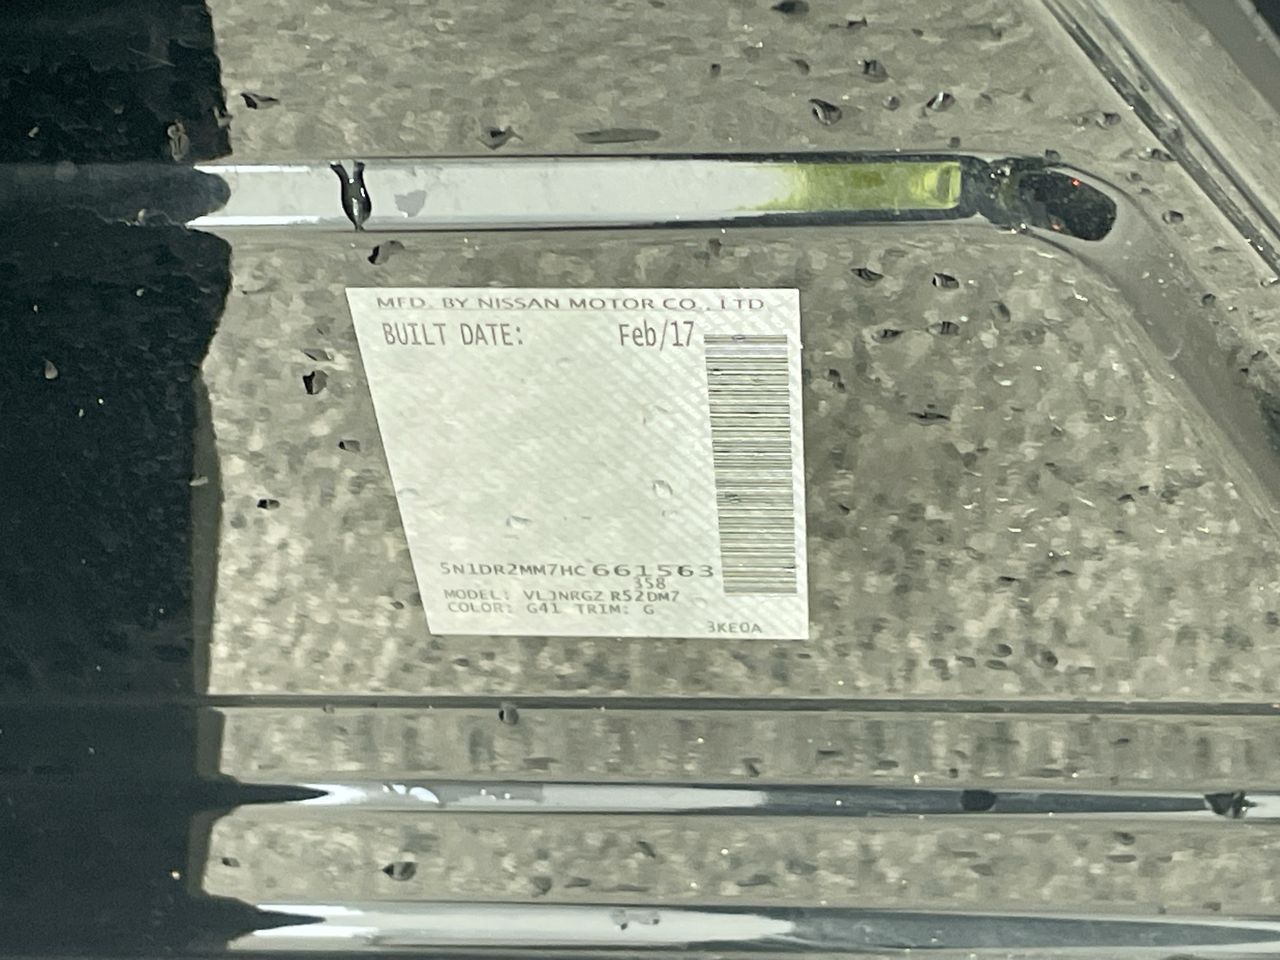 MFD. BY NISSAN MOTOR CO., LTD
BUILT DATE: Feb/17
5N1DR2MM7HC661563
358
MODEL: VLJNRGZ R52DM7
COLOR: G41 TRIM: G
3KE0A